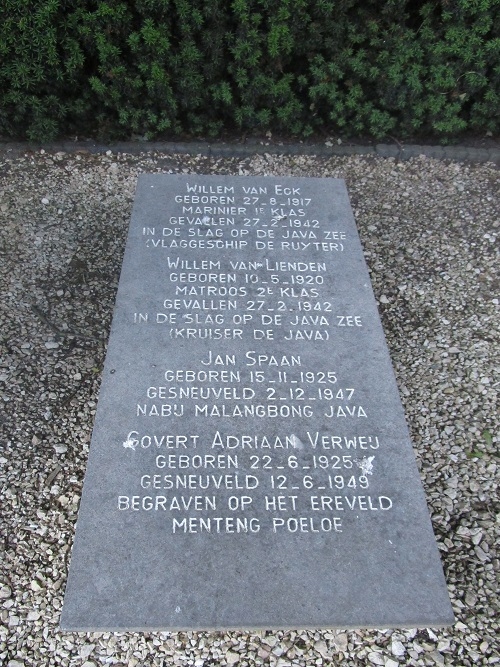 WILLEM VAN ECK
GEBOREN 27-8-1917
MARINIER 1E KLAS
GEVALLEN 27-2-1942
IN DE SLAG OP DE JAVA ZEE
(VLAGGESCHIP DE RUYTER)
WILLEM VAN LIENDEN
GEBOREN 10-5-1920
MATROOS 2E KLAS
GEVALLEN 27-2-1942
IN DE SLAG OP DE JAVA ZEE
(KRUISER DE JAVA)
JAN SPAAN
GEBOREN 15-11-1925
GESNEUVELD 2-12-1947
NABIJ MALANGBONG JAVA
GOVERT ADRIAAN VERWEIJ
GEBOREN 22-6-1925
GESNEUVELD 12-6-1949
BEGRAVEN OP HET EREVELD
MENTENG POELOE